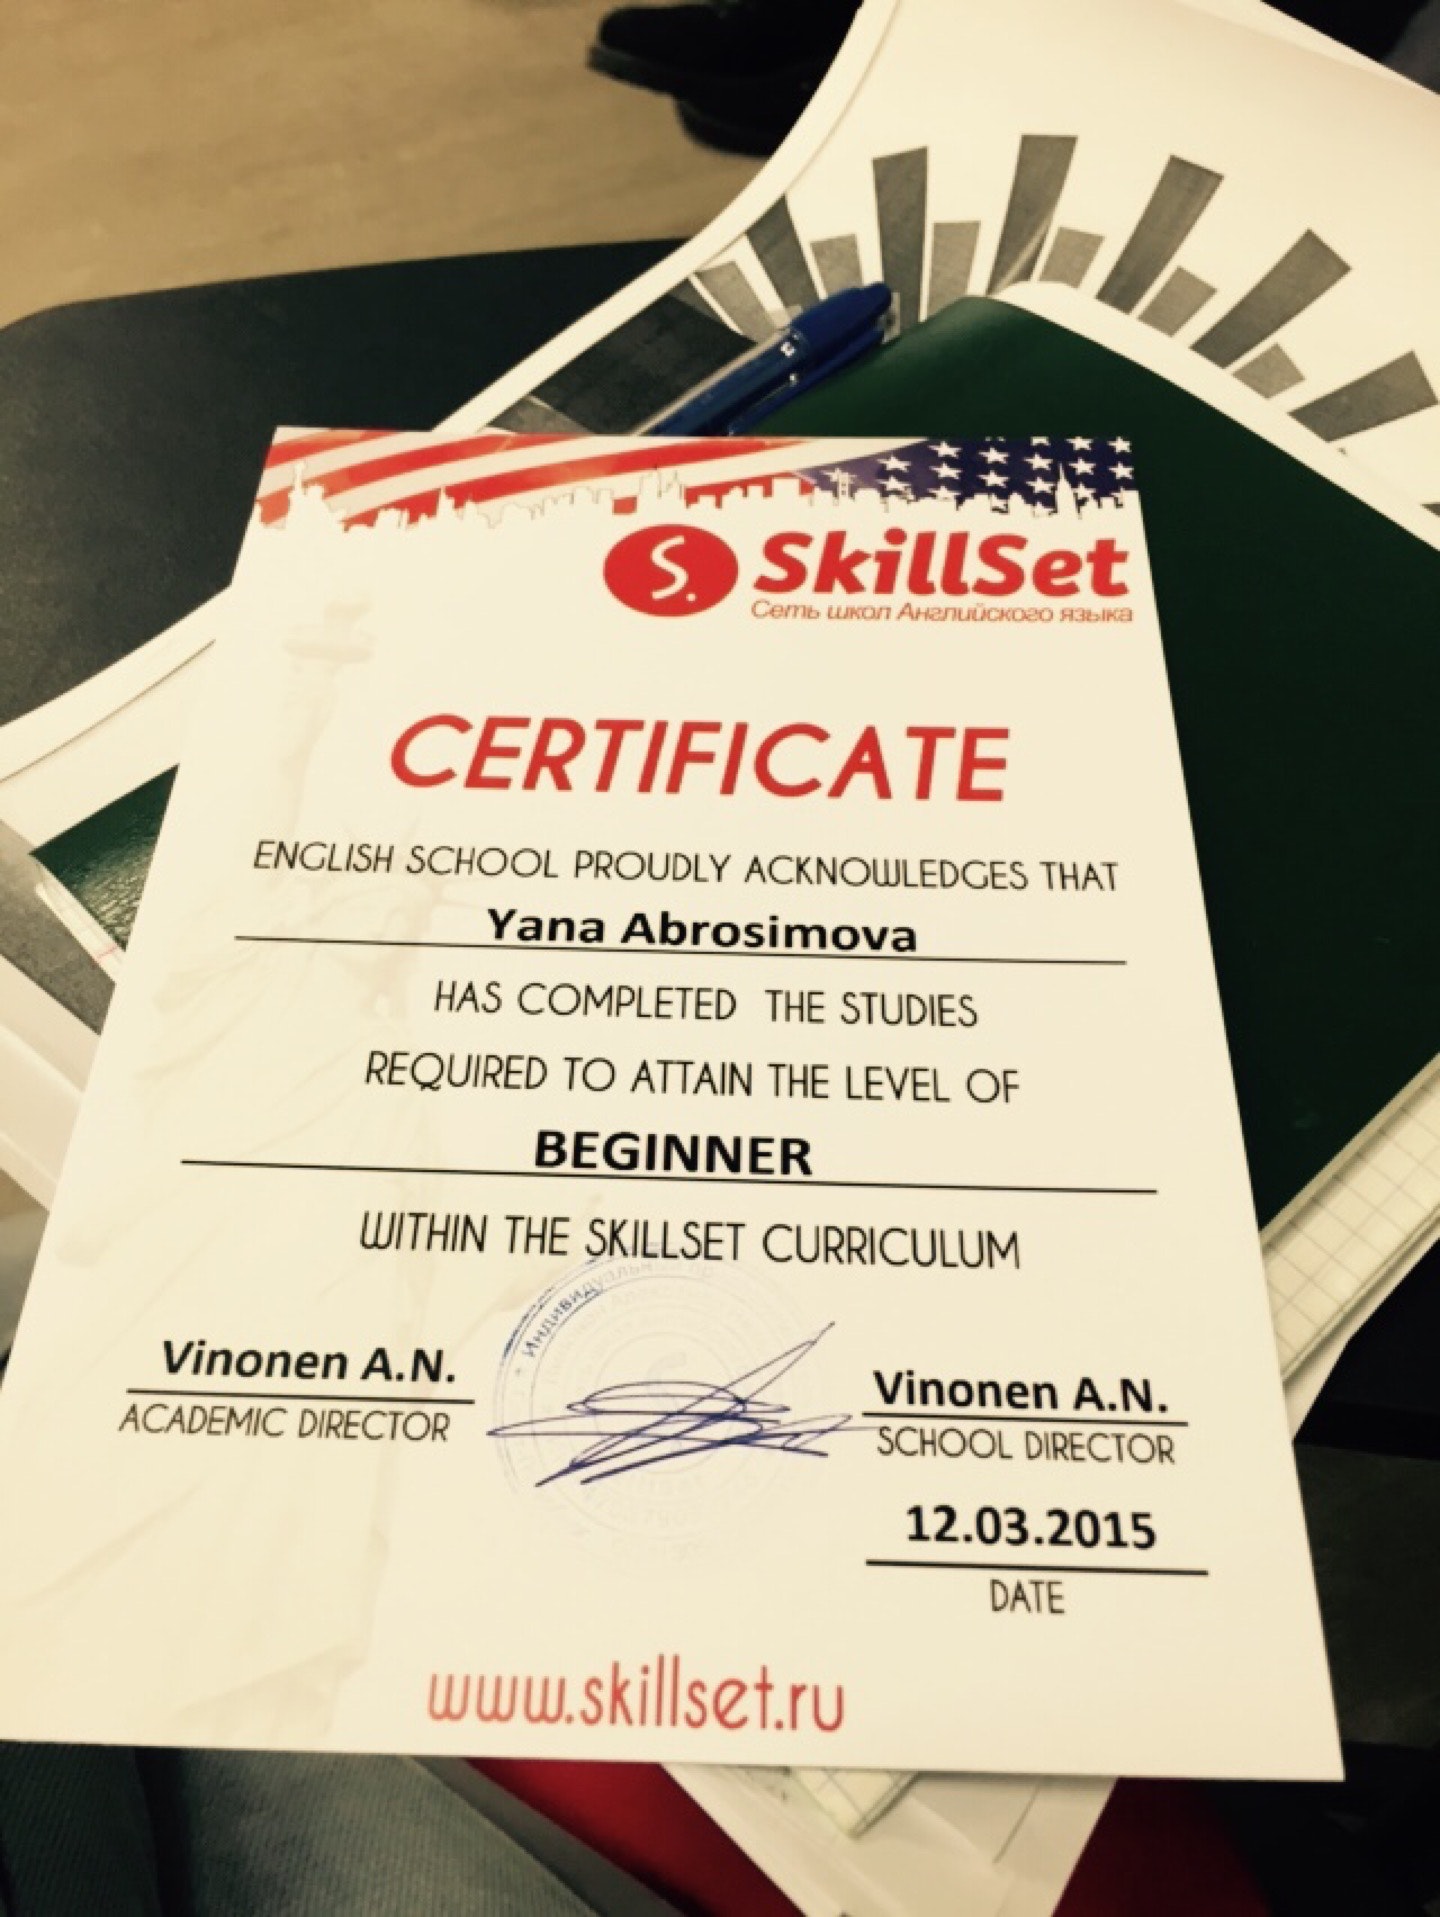 S. SkillSet
Сеть школ Английского языка
CERTIFICATE
ENGLISH SCHOOL PROUDLY ACKNOWLEDGES THAT
Yana Abrosimova
HAS COMPLETED THE STUDIES
REQUIRED TO ATTAIN THE LEVEL OF
BEGINNER
WITHIN THE SKILLSET CURRICULUM
Vinonen A.N.
ACADEMIC DIRECTOR
Vinonen A.N.
SCHOOL DIRECTOR
12.03.2015
DATE
www.skillset.ru